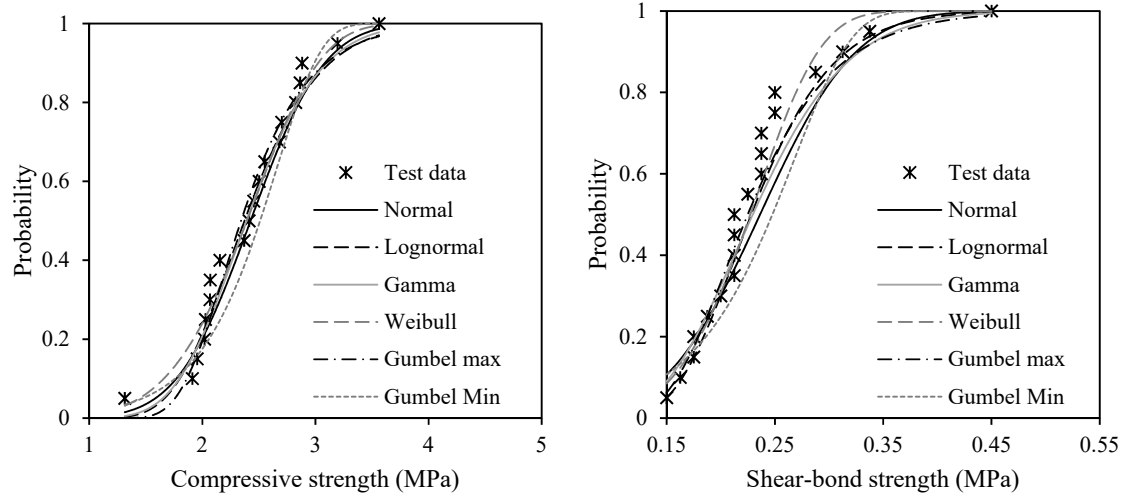 1
0.8
0.6
0.4
0.2
0
Probability
1 2 3 4 5
Compressive strength (MPa)
Test data
Normal
Lognormal
Gamma
Weibull
Gumbel max
Gumbel Min
1
0.8
0.6
0.4
0.2
0
Probability
0.15 0.25 0.35 0.45 0.55
Shear-bond strength (MPa)
Test data
Normal
Lognormal
Gamma
Weibull
Gumbel max
Gumbel Min